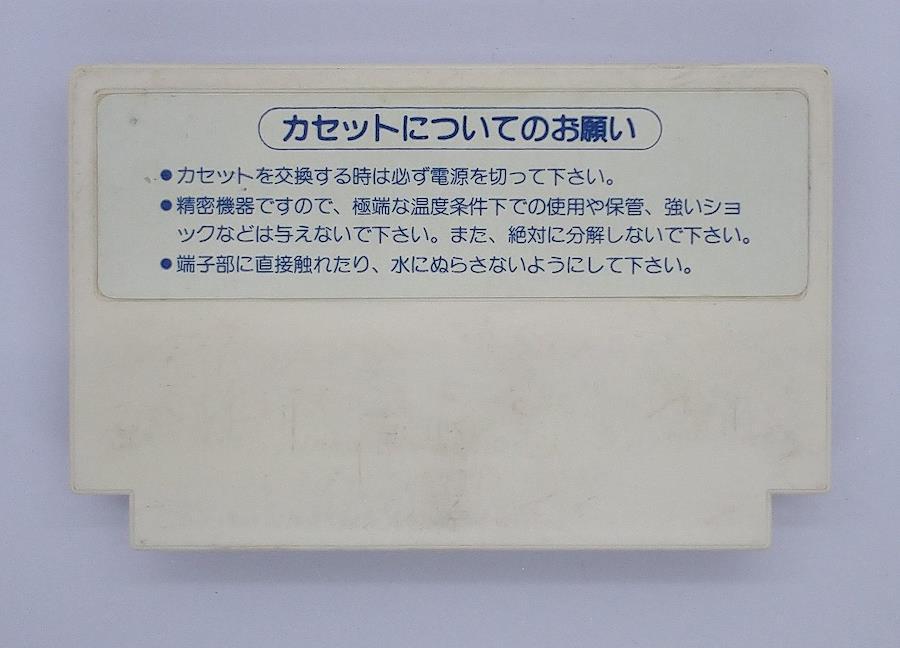 カセットについてのお願い
●カセットを交換する時は必ず電源を切って下さい。
●精密機器ですので、極端な温度条件下での使用や保管、強いショ
ックなどは与えないで下さい。また、絶対に分解しないで下さい。
●端子部に直接触れたり、水にぬらさないようにして下さい。